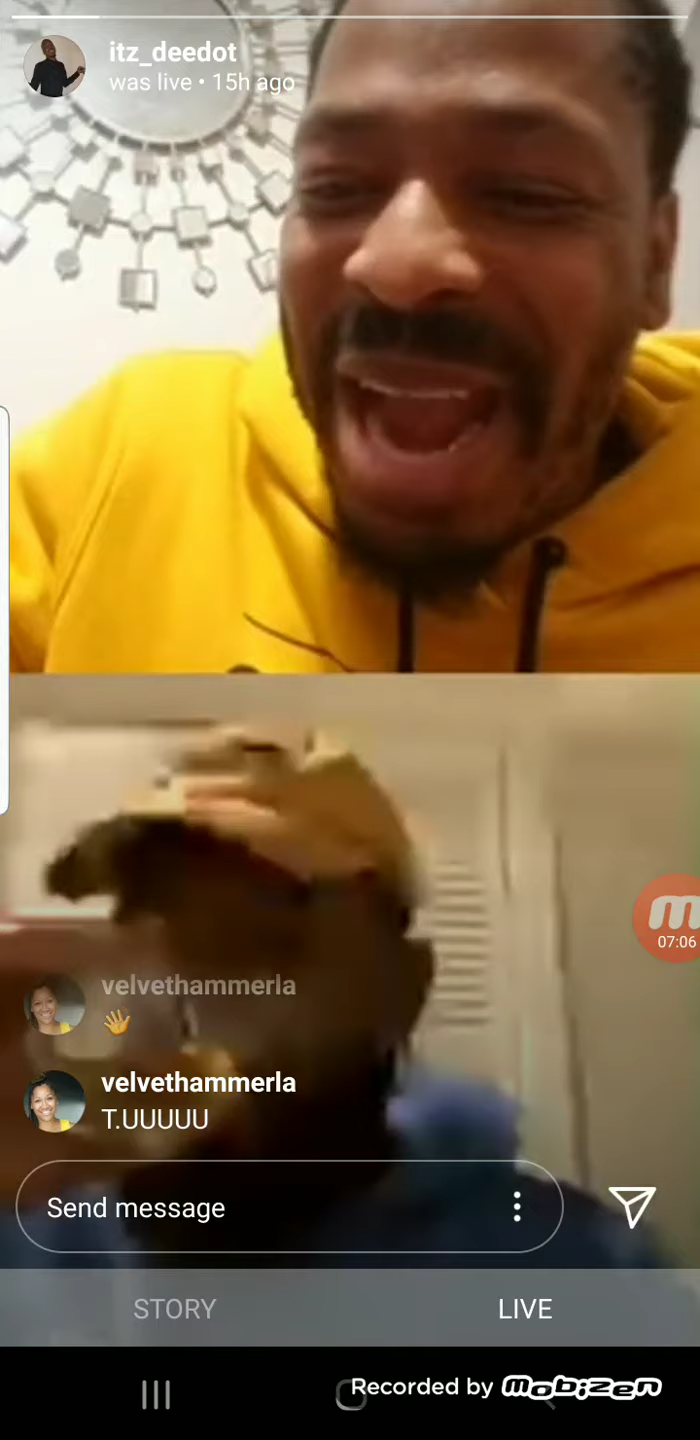 itz_deedot
was live • 15h ago
m
07:06
velvethammerla
👋
velvethammerla
T.UUUUU
Send message
STORY
LIVE
Recorded by mobizen